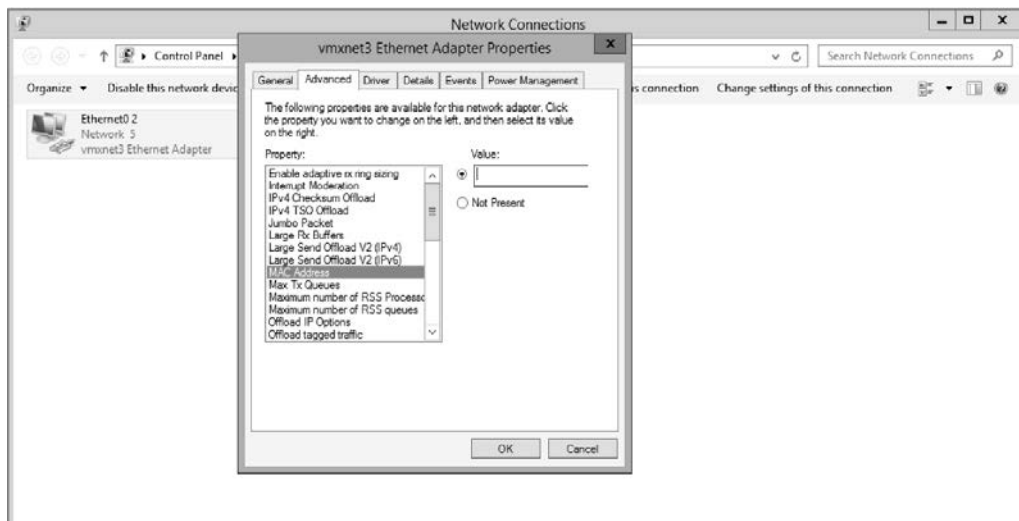 Network Connections
Control Panel
Search Network Connections
Organize
Disable this network devic
is connection
Change settings of this connection
Ethernet0 2
Network 5
vmxnet3 Ethernet Adapter
vmxnet3 Ethernet Adapter Properties
General Advanced Driver Details Events Power Management
The following properties are available for this network adapter. Click
the property you want to change on the left, and then select its value
on the right.
Property:
Value:
Enable adaptive rx ring sizing
Interrupt Moderation
IPv4 Checksum Offload
IPv4 TSO Offload
Jumbo Packet
Large Rx Buffers
Large Send Offload V2 (IPv4)
Large Send Offload V2 (IPv6)
MAC Address
Max Tx Queues
Maximum number of RSS Processo
Maximum number of RSS queues
Offload IP Options
Offload tagged traffic
Not Present
OK
Cancel